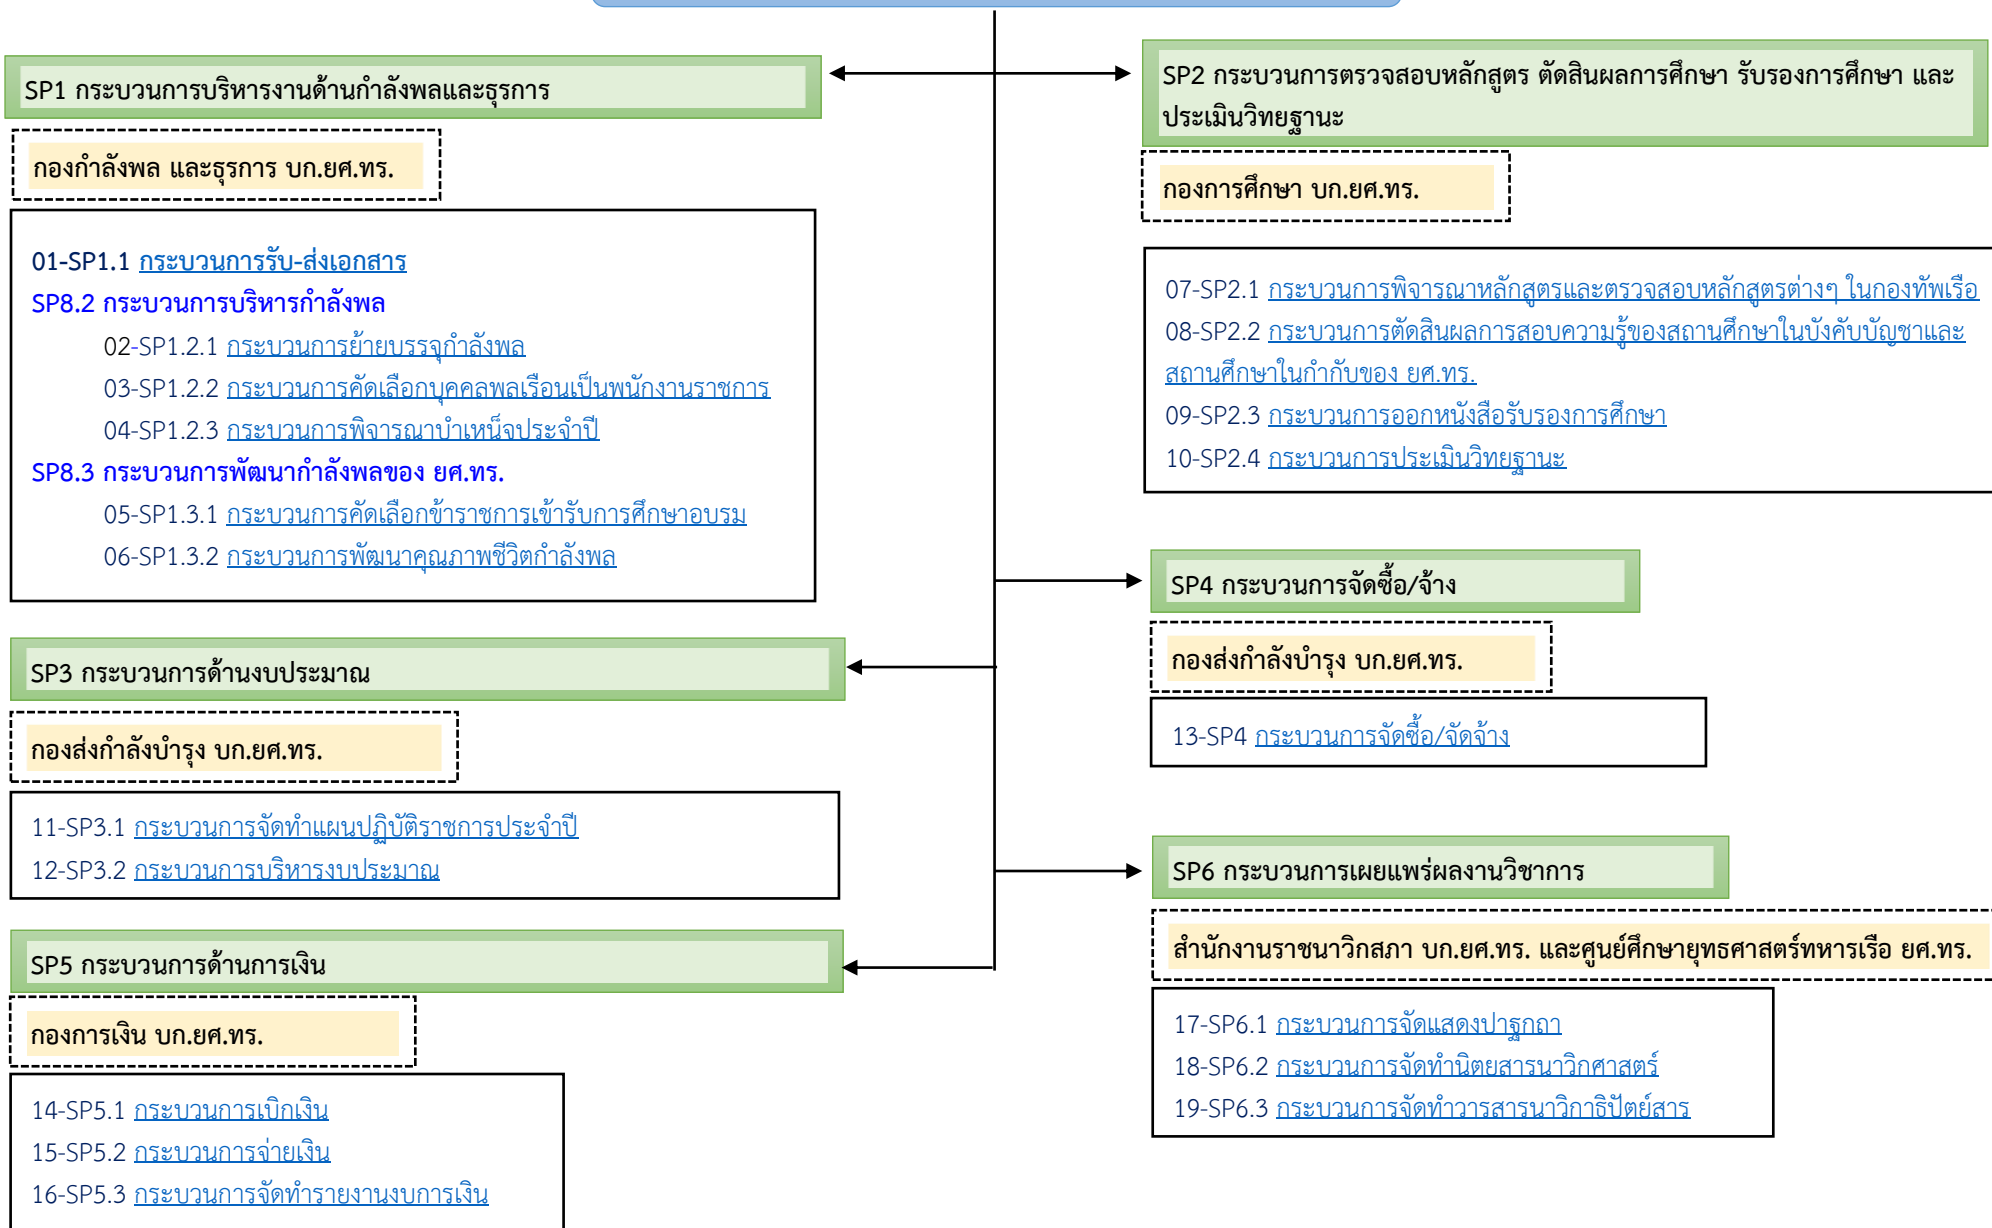 SP1 กระบวนการบริหารงานด้านกำลังพลและธุรการ
กองกำลังพล และธุรการ บก.ยศ.ทร.
01-SP1.1 กระบวนการรับ-ส่งเอกสาร
SP8.2 กระบวนการบริหารกำลังพล
02-SP1.2.1 กระบวนการย้ายบรรจุกำลังพล
03-SP1.2.2 กระบวนการคัดเลือกบุคคลพลเรือนเป็นพนักงานราชการ
04-SP1.2.3 กระบวนการพิจารณาบำเหน็จประจำปี
SP8.3 กระบวนการพัฒนากำลังพลของ ยศ.ทร.
05-SP1.3.1 กระบวนการคัดเลือกข้าราชการเข้ารับการศึกษาอบรม
06-SP1.3.2 กระบวนการพัฒนาคุณภาพชีวิตกำลังพล
SP2 กระบวนการตรวจสอบหลักสูตร ตัดสินผลการศึกษา รับรองการศึกษา และ
ประเมินวิทยฐานะ
กองการศึกษา บก.ยศ.ทร.
07-SP2.1 กระบวนการพิจารณาหลักสูตรและตรวจสอบหลักสูตรต่างๆ ในกองทัพเรือ
08-SP2.2 กระบวนการตัดสินผลการสอบความรู้ของสถานศึกษาในบังคับบัญชาและ
สถานศึกษาในกำกับของ ยศ.ทร.
09-SP2.3 กระบวนการออกหนังสือรับรองการศึกษา
10-SP2.4 กระบวนการประเมินวิทยฐานะ
SP3 กระบวนการด้านงบประมาณ
กองส่งกำลังบำรุง บก.ยศ.ทร.
11-SP3.1 กระบวนการจัดทำแผนปฏิบัติราชการประจำปี
12-SP3.2 กระบวนการบริหารงบประมาณ
SP4 กระบวนการจัดซื้อ/จ้าง
กองส่งกำลังบำรุง บก.ยศ.ทร.
13-SP4 กระบวนการจัดซื้อ/จัดจ้าง
SP5 กระบวนการด้านการเงิน
กองการเงิน บก.ยศ.ทร.
14-SP5.1 กระบวนการเบิกเงิน
15-SP5.2 กระบวนการจ่ายเงิน
16-SP5.3 กระบวนการจัดทำรายงานงบการเงิน
SP6 กระบวนการเผยแพร่ผลงานวิชาการ
สำนักงานราชนาวิกสภา บก.ยศ.ทร. และศูนย์ศึกษายุทธศาสตร์ทหารเรือ ยศ.ทร.
17-SP6.1 กระบวนการจัดแสดงปาฐกถา
18-SP6.2 กระบวนการจัดทำนิตยสารนาวิกศาสตร์
19-SP6.3 กระบวนการจัดทำวารสารนาวิกาธิปัตย์สาร